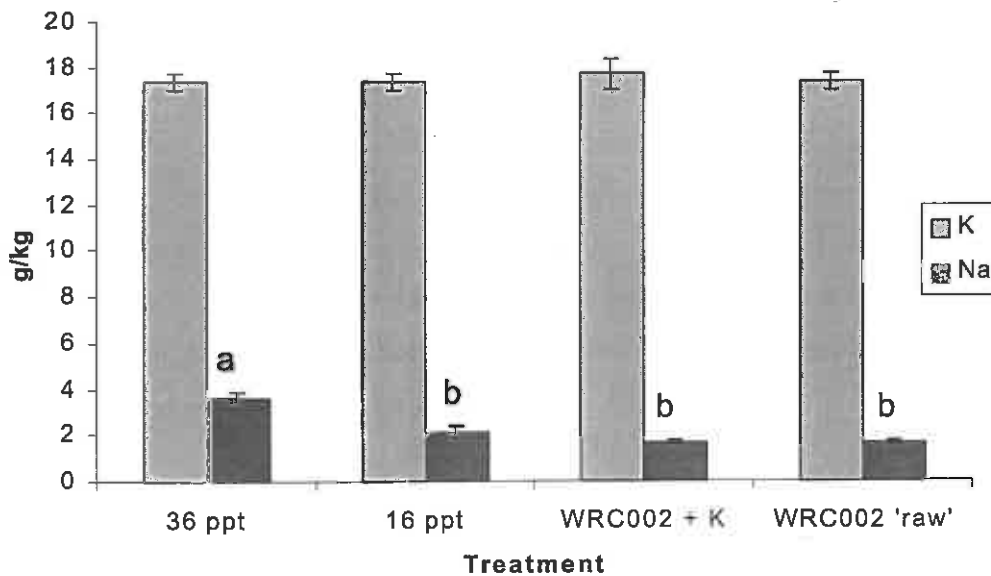 20
18
16
14
12
10
8
6
4
2
0
g/kg
a
b
b
b
K
Na
36 ppt
16 ppt
WRC002 + K
WRC002 'raw'
Treatment